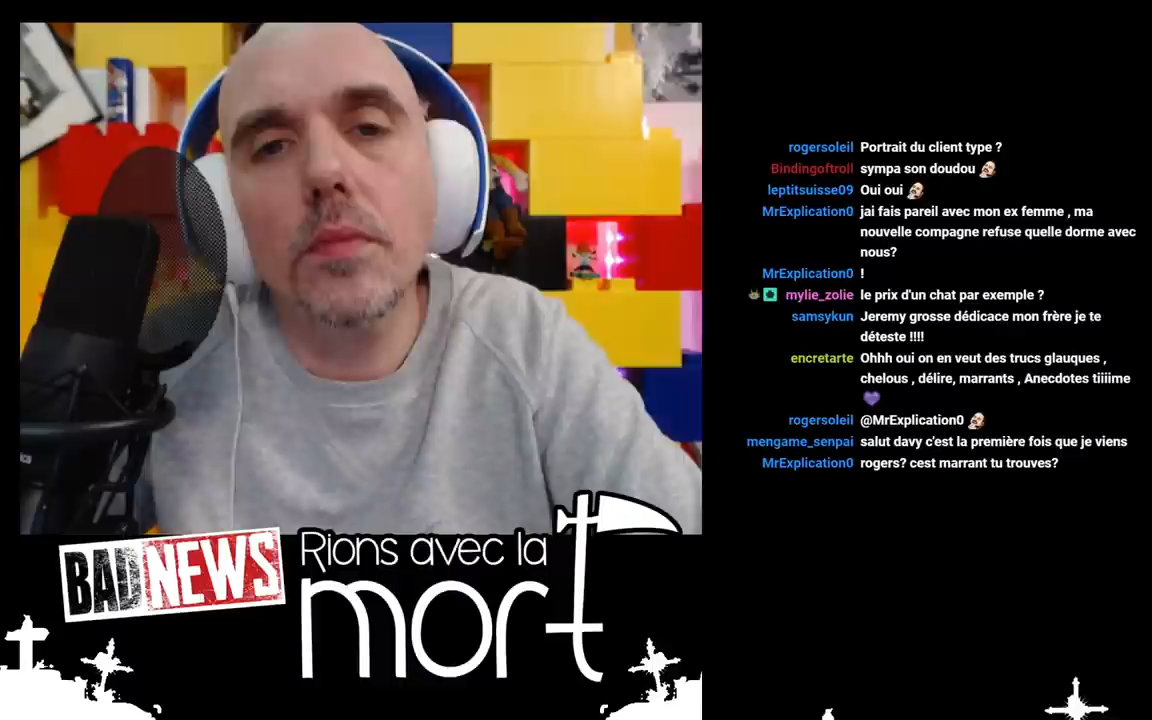 rogersoleil Portrait du client type ?
Bindingoftroll sympa son doudou
leptitsuisse09 Oui oui
MrExplication0 jai fais pareil avec mon ex femme , ma
nouvelle compagne refuse quelle dorme avec
nous?
MrExplication0 !
mylie_zolie le prix d'un chat par exemple ?
samsykun Jeremy grosse dédicace mon frère je te
déteste !!!!
encretarte Ohhh oui on en veut des trucs glauques ,
chelous , délire, marrants , Anecdotes tiiiime
rogersoleil @MrExplication0
mengame_senpai salut davy c'est la première fois que je viens
MrExplication0 rogers? cest marrant tu trouves?
BAD NEWS
Rions avec la
mort